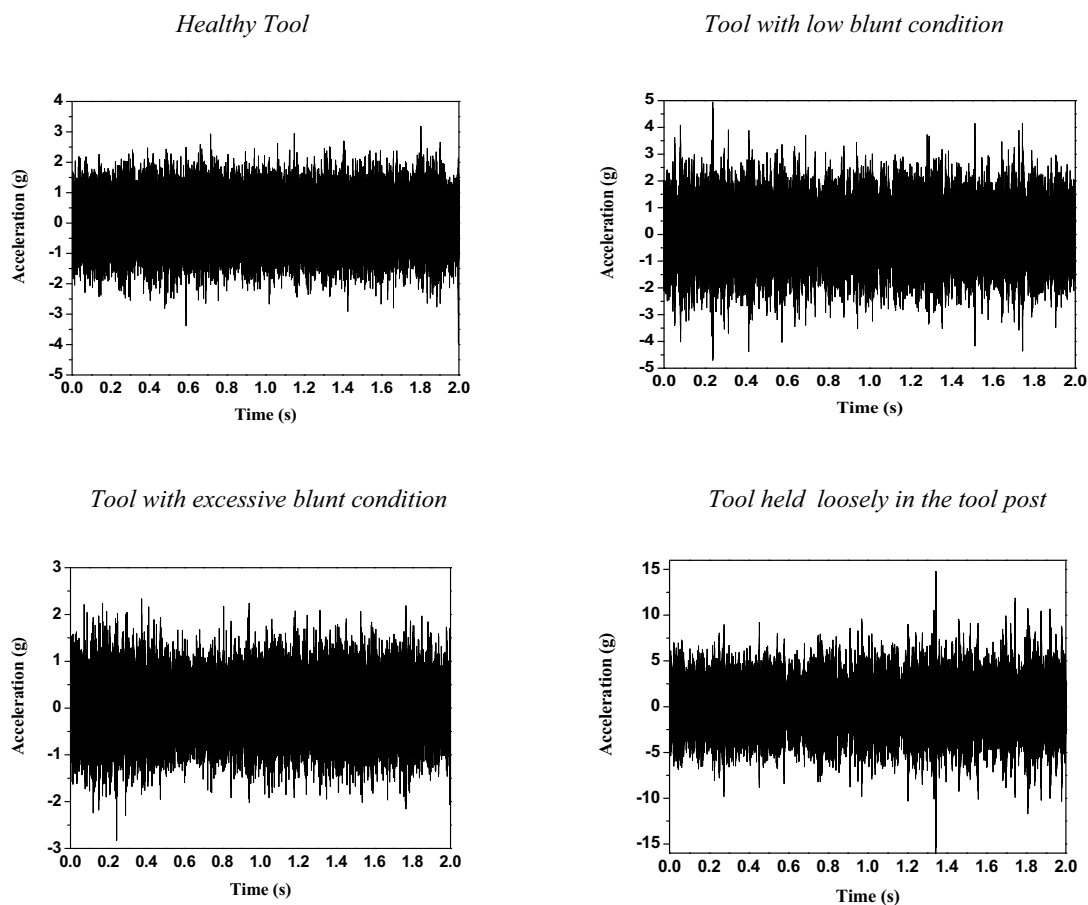 Healthy Tool
Tool with low blunt condition
4
3
2
1
0
-1
-2
-3
-4
-5
Acceleration (g)
0.0 0.2 0.4 0.6 0.8 1.0 1.2 1.4 1.6 1.8 2.0
Time (s)
5
4
3
2
1
0
-1
-2
-3
-4
-5
Acceleration (g)
0.0 0.2 0.4 0.6 0.8 1.0 1.2 1.4 1.6 1.8 2.0
Time (s)
Tool with excessive blunt condition
Tool held loosely in the tool post
3
2
1
0
-1
-2
-3
Acceleration (g)
0.0 0.2 0.4 0.6 0.8 1.0 1.2 1.4 1.6 1.8 2.0
Time (s)
15
10
5
0
-5
-10
-15
Acceleration (g)
0.0 0.2 0.4 0.6 0.8 1.0 1.2 1.4 1.6 1.8 2.0
Time (s)